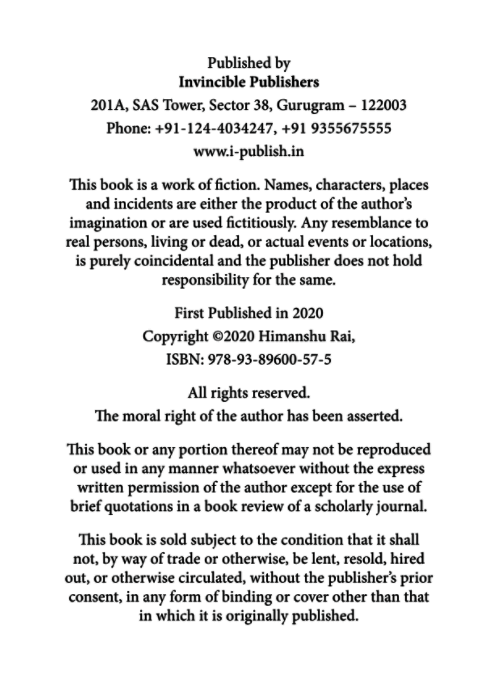 Published by
Invincible Publishers
201A, SAS Tower, Sector 38, Gurugram – 122003
Phone: +91-124-4034247, +91 9355675555
www.i-publish.in
This book is a work of fiction. Names, characters, places
and incidents are either the product of the author’s
imagination or are used fictitiously. Any resemblance to
real persons, living or dead, or actual events or locations,
is purely coincidental and the publisher does not hold
responsibility for the same.
First Published in 2020
Copyright ©2020 Himanshu Rai,
ISBN: 978-93-89600-57-5
All rights reserved.
The moral right of the author has been asserted.
This book or any portion thereof may not be reproduced
or used in any manner whatsoever without the express
written permission of the author except for the use of
brief quotations in a book review of a scholarly journal.
This book is sold subject to the condition that it shall
not, by way of trade or otherwise, be lent, resold, hired
out, or otherwise circulated, without the publisher’s prior
consent, in any form of binding or cover other than that
in which it is originally published.